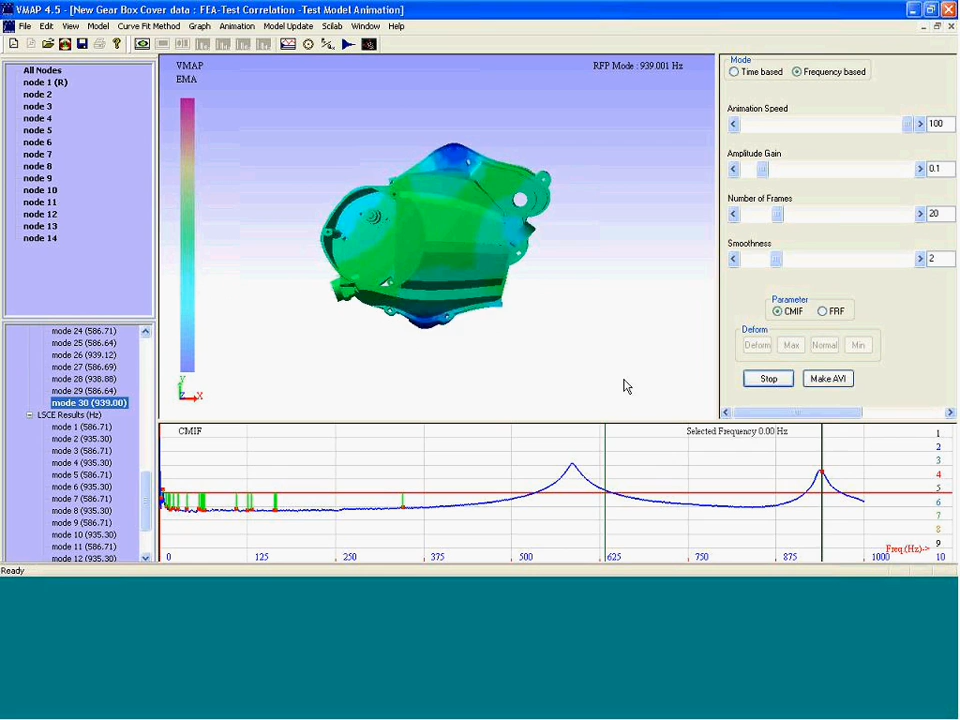 VMAP 4.5 - [New Gear Box Cover data : FEA-Test Correlation -Test Model Animation]
File Edit View Model Curve Fit Method Graph Animation Model Update Scilab Window Help
All Nodes
node 1 (R)
node 2
node 3
node 4
node 5
node 6
node 7
node 8
node 9
node 10
node 11
node 12
node 13
node 14
mode 24 (586.71)
mode 25 (586.64)
mode 26 (939.12)
mode 27 (586.69)
mode 28 (938.88)
mode 29 (586.64)
mode 30 (939.00)
LSCE Results (Hz)
mode 1 (586.71)
mode 2 (935.30)
mode 3 (586.71)
mode 4 (935.30)
mode 5 (586.71)
mode 6 (935.30)
mode 7 (586.71)
mode 8 (935.30)
mode 9 (586.71)
mode 10 (935.30)
mode 11 (586.71)
mode 12 (935.30)
VMAP
EMA
RFP Mode : 939.001 Hz
Y
Z X
Mode
Time based Frequency based
Animation Speed
100
Amplitude Gain
0.1
Number of Frames
20
Smoothness
2
Parameter
CMIF FRF
Deform
Deform Max Normal Min
Stop Make AVI
CMIF
Selected Frequency 0.00 Hz
1
2
3
4
5
6
7
8
9
10
Freq.(Hz)->
0 125 250 375 500 625 750 875 1000
Ready